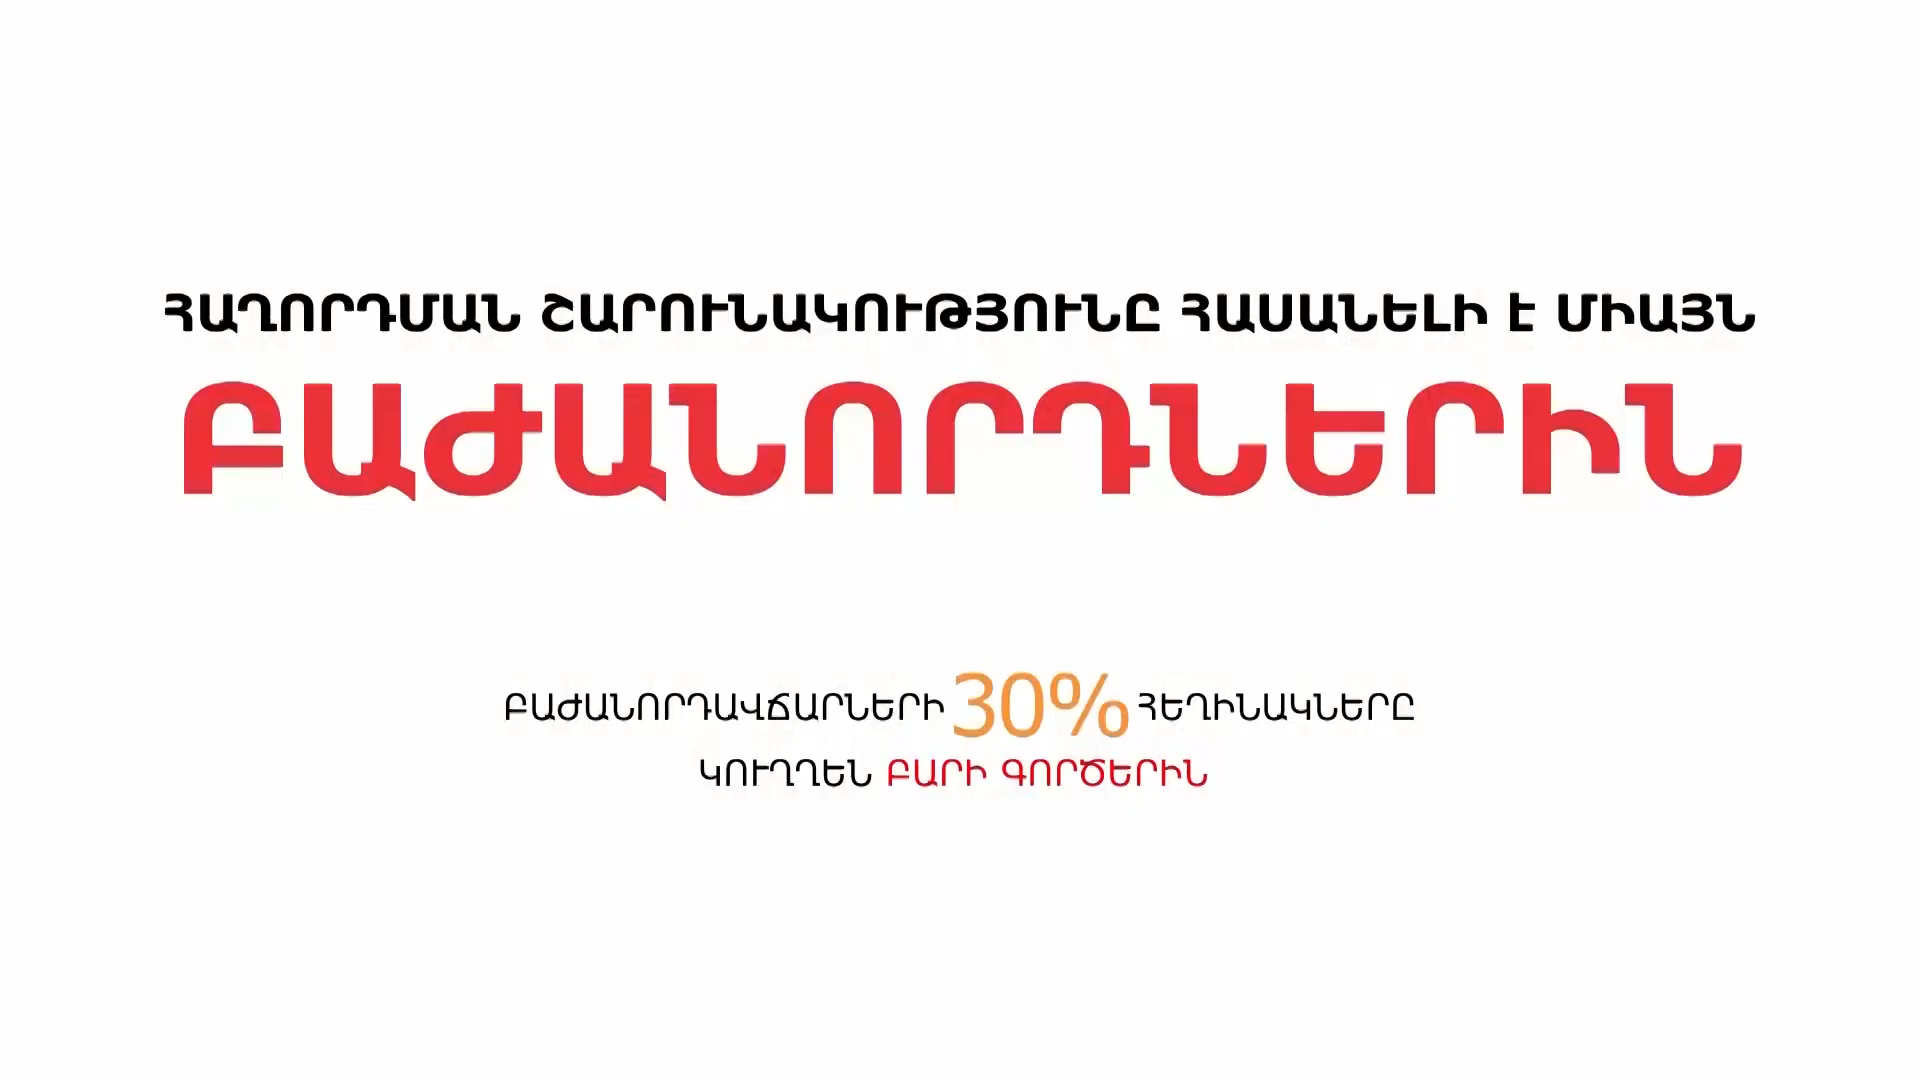 ՀԱՂՈՐԴՄԱՆ ՇԱՐՈՒՆԱԿՈՒԹՅՈՒՆԸ ՀԱՍԱՆԵԼԻ է ՄԻԱՅՆ
ԲԱԺԱՆՈՐԴՆԵՐԻՆ
ԲԱԺԱՆՈՐԴԱՎՃԱՐՆԵՐԻ 30% ՀԵՂԻՆԱԿՆԵՐԸ
ԿՈՒՂՂԵՆ ԲԱՐԻ ԳՈՐԾԵՐԻՆ